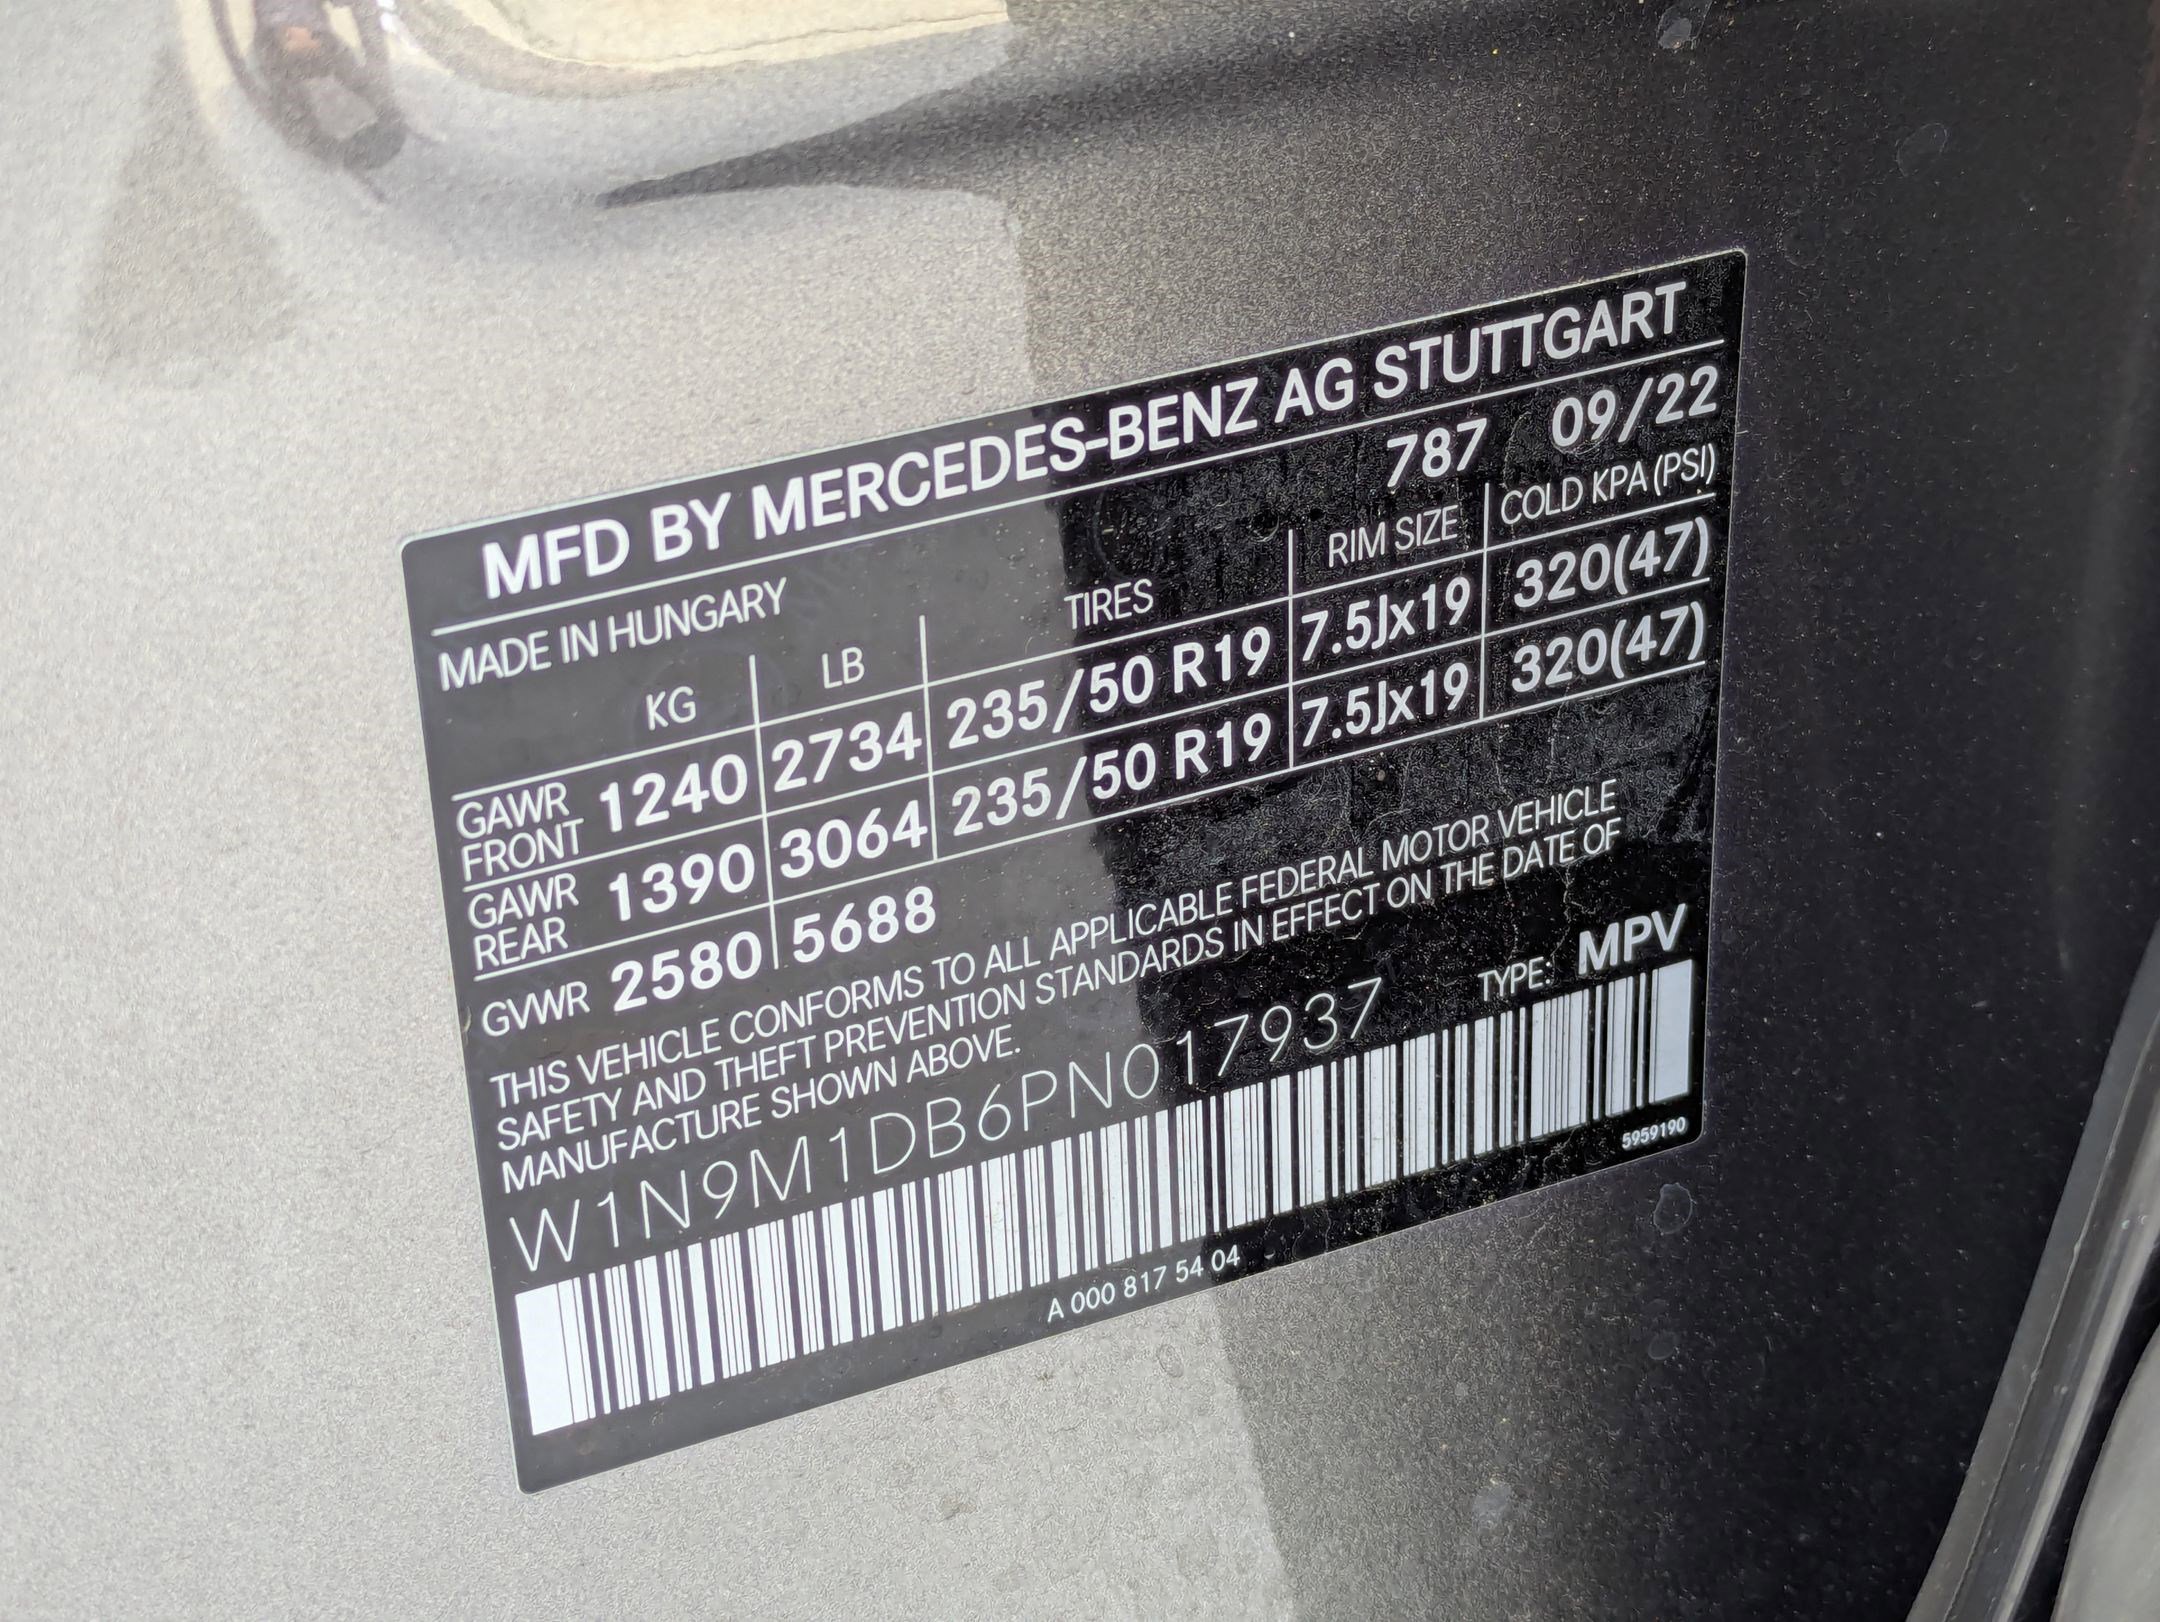 MFD BY MERCEDES-BENZ AG STUTTGART
MADE IN HUNGARY 787 09/22
KG LB TIRES RIM SIZE COLD KPA (PSI)
GAWR FRONT 1240 2734 235/50 R19 7.5Jx19 320(47)
GAWR REAR 1390 3064 235/50 R19 7.5Jx19 320(47)
GVWR 2580 5688
THIS VEHICLE CONFORMS TO ALL APPLICABLE FEDERAL MOTOR VEHICLE
SAFETY AND THEFT PREVENTION STANDARDS IN EFFECT ON THE DATE OF
MANUFACTURE SHOWN ABOVE.
TYPE: MPV
W1N9M1DB6PN017937
5959190
A 000 817 54 04